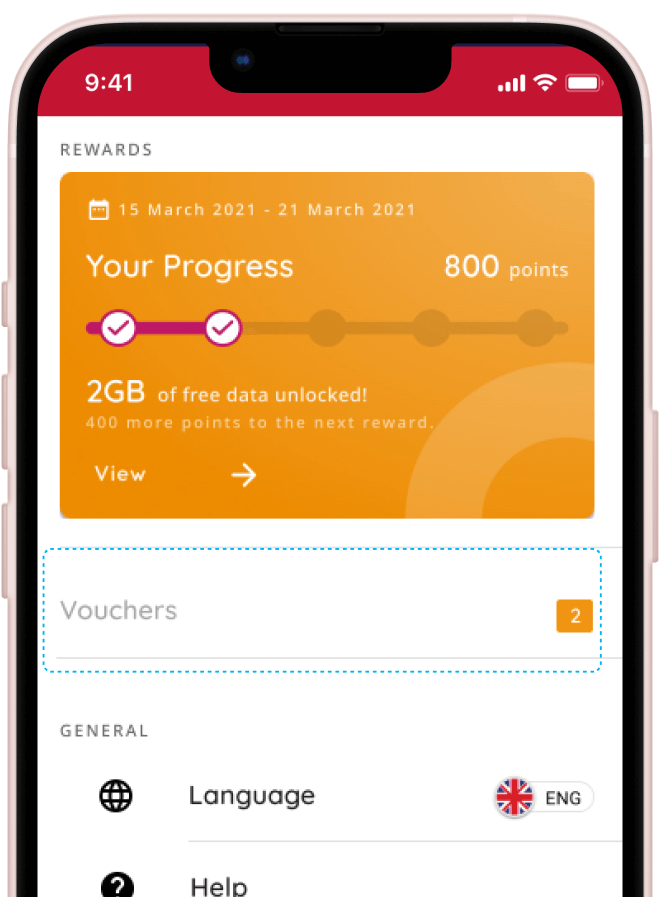 9:41
REWARDS
15 March 2021 - 21 March 2021
Your Progress 800 points
2GB of free data unlocked!
400 more points to the next reward.
View
Vouchers 2
GENERAL
Language ENG
Help